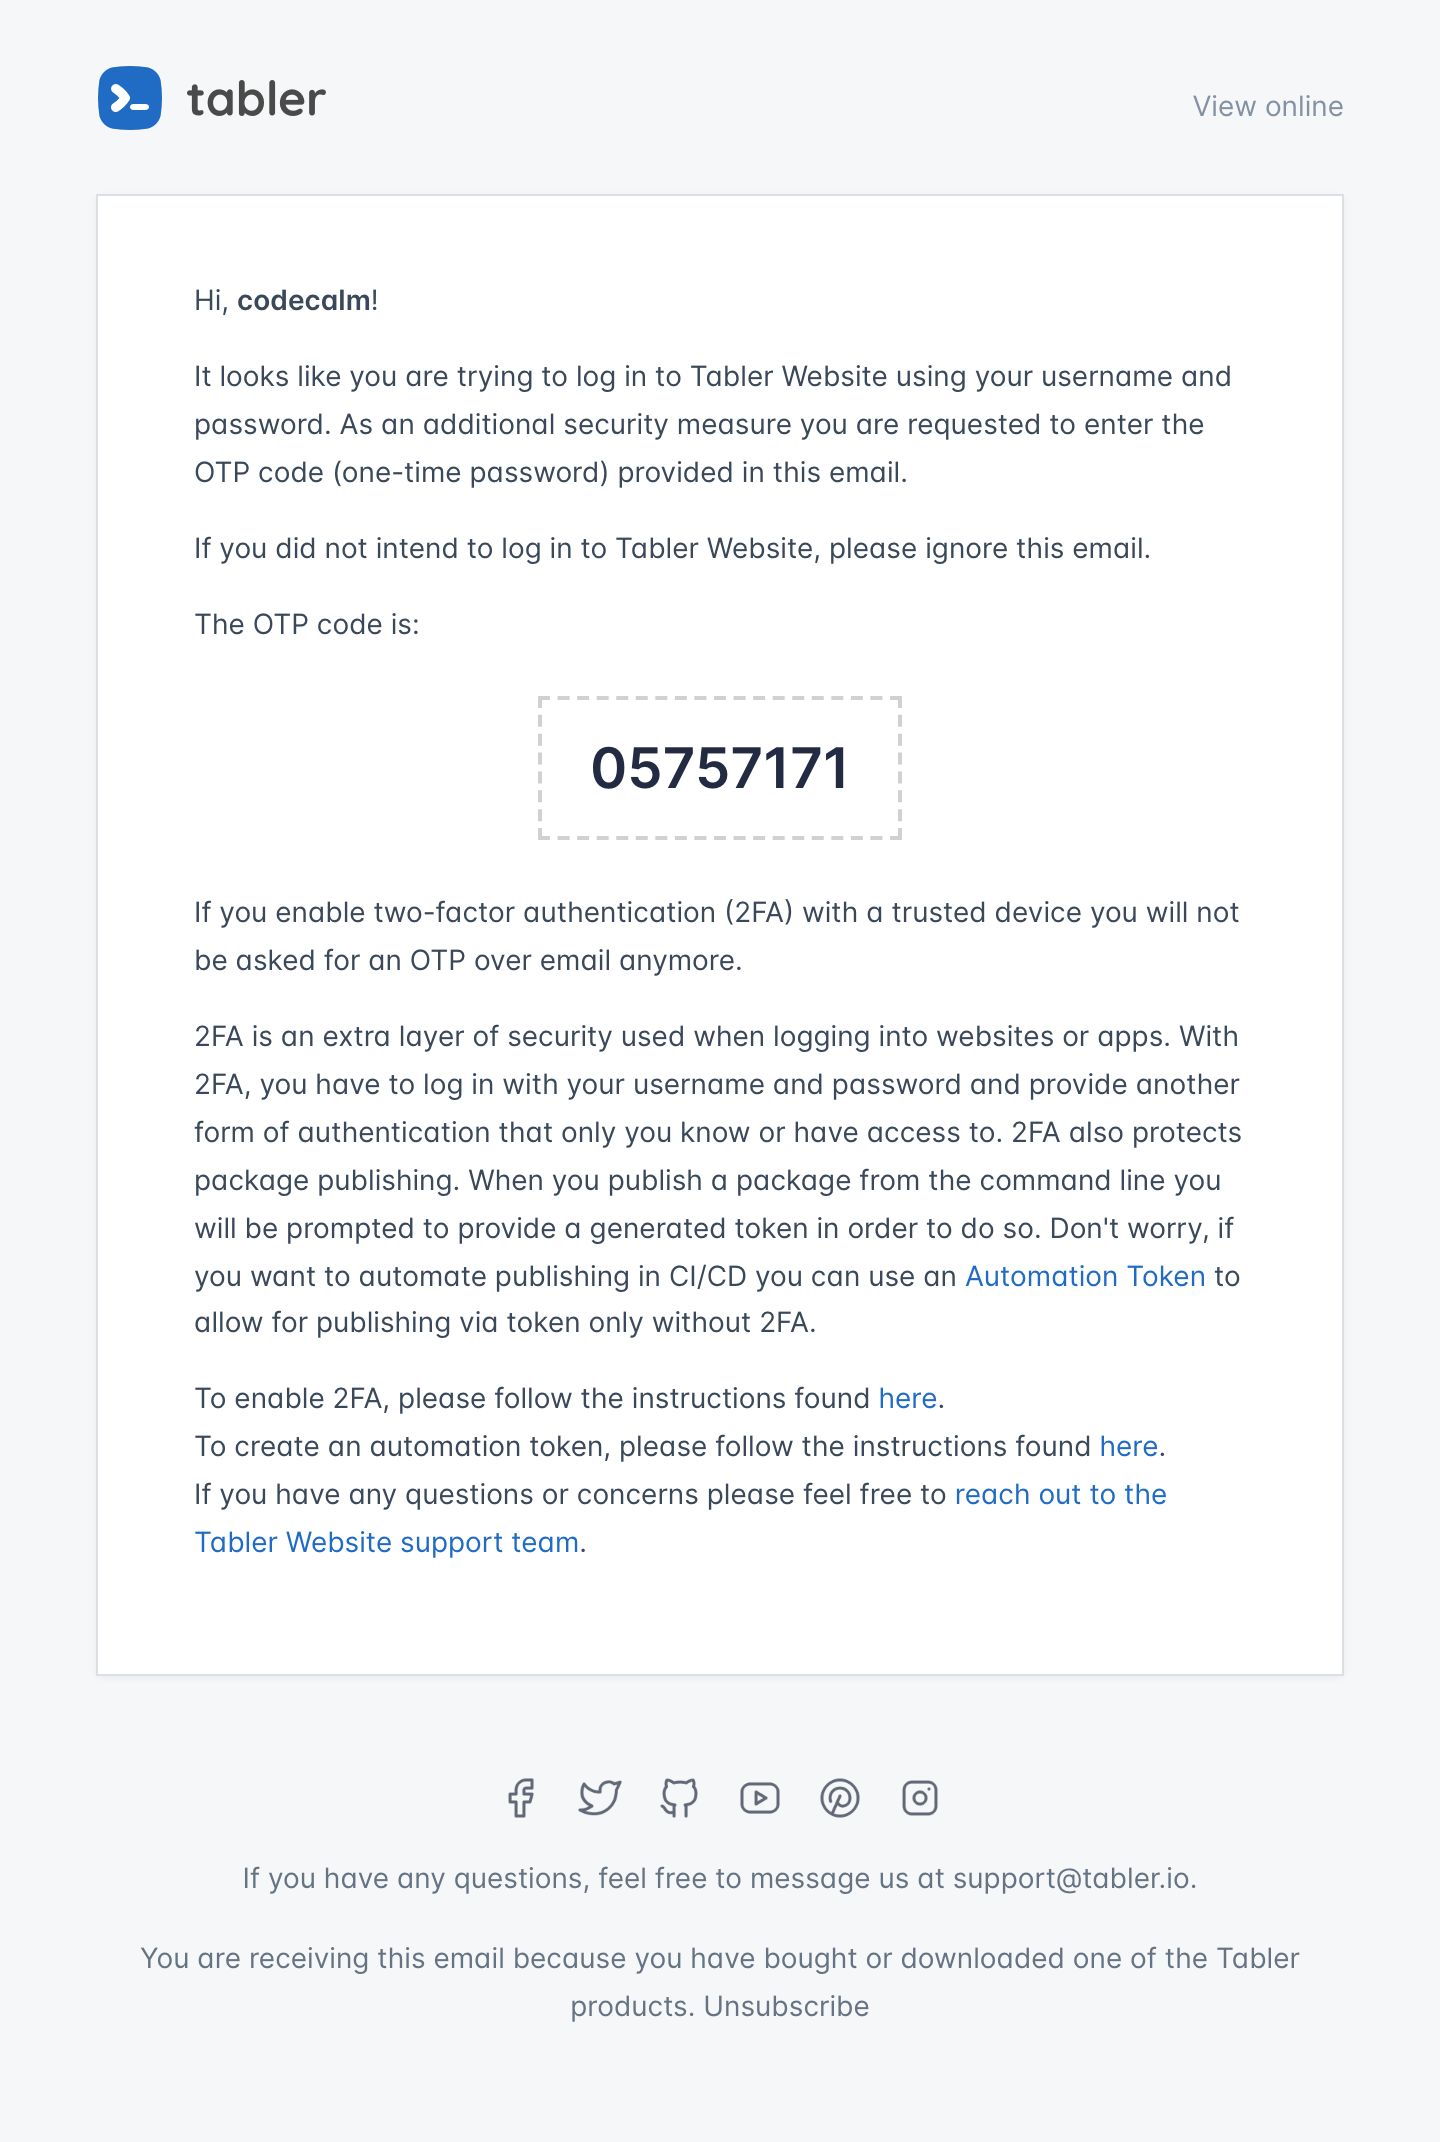 tabler
View online
Hi, codecalm!
It looks like you are trying to log in to Tabler Website using your username and
password. As an additional security measure you are requested to enter the
OTP code (one-time password) provided in this email.
If you did not intend to log in to Tabler Website, please ignore this email.
The OTP code is:
05757171
If you enable two-factor authentication (2FA) with a trusted device you will not
be asked for an OTP over email anymore.
2FA is an extra layer of security used when logging into websites or apps. With
2FA, you have to log in with your username and password and provide another
form of authentication that only you know or have access to. 2FA also protects
package publishing. When you publish a package from the command line you
will be prompted to provide a generated token in order to do so. Don't worry, if
you want to automate publishing in CI/CD you can use an Automation Token to
allow for publishing via token only without 2FA.
To enable 2FA, please follow the instructions found here.
To create an automation token, please follow the instructions found here.
If you have any questions or concerns please feel free to reach out to the
Tabler Website support team.
If you have any questions, feel free to message us at support@tabler.io.
You are receiving this email because you have bought or downloaded one of the Tabler
products. Unsubscribe